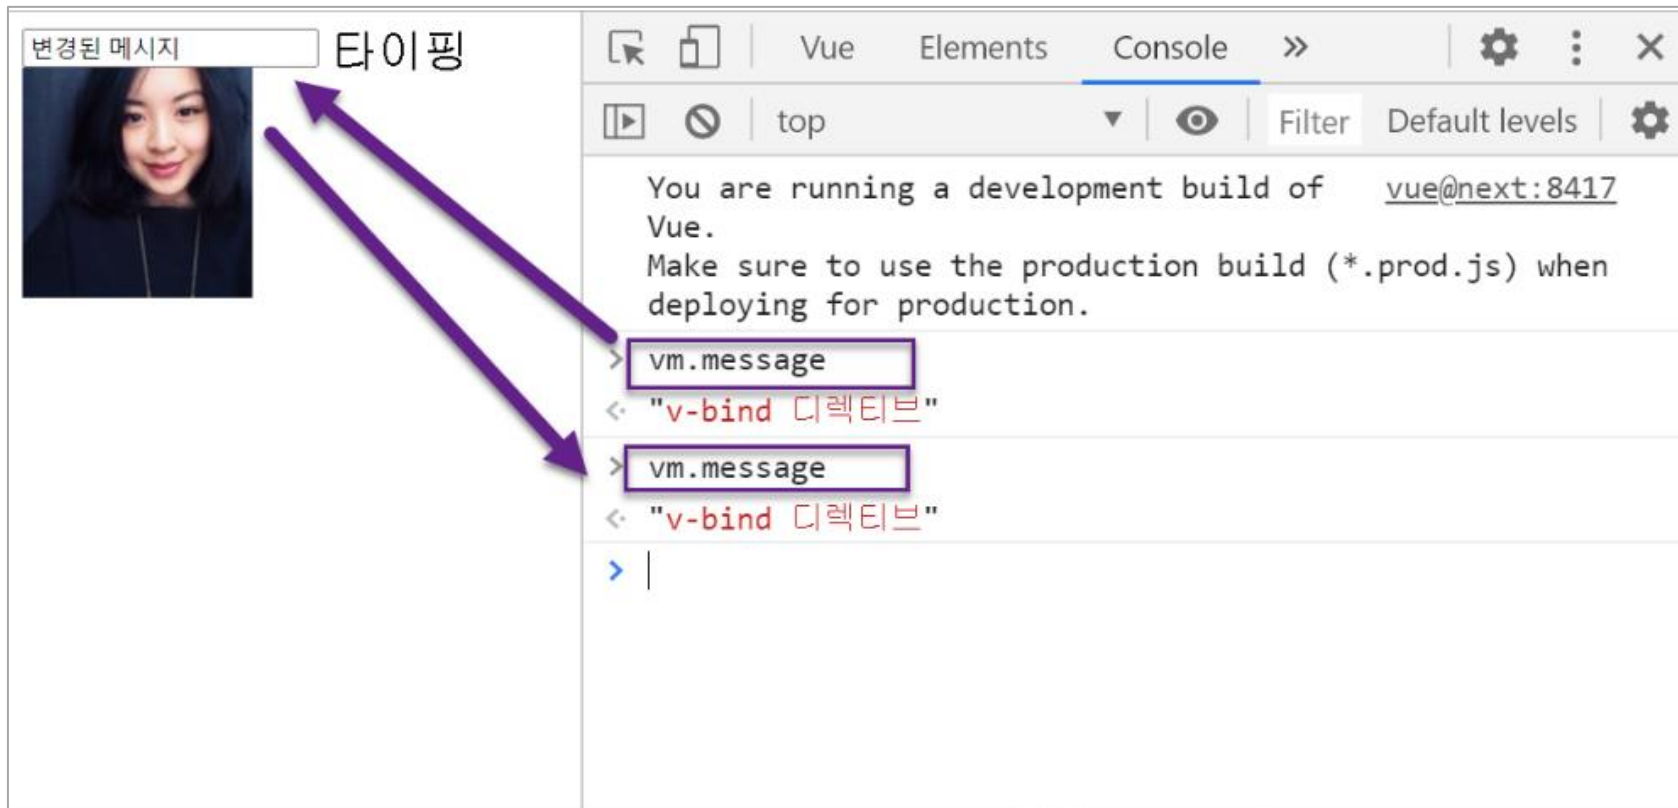 변경된 메시지
타이핑
Vue Elements Console »
top ▼ Filter Default levels
You are running a development build of vue@next:8417
Vue.
Make sure to use the production build (*.prod.js) when
deploying for production.
> vm.message
<· "v-bind 디렉티브"
> vm.message
<· "v-bind 디렉티브"
>